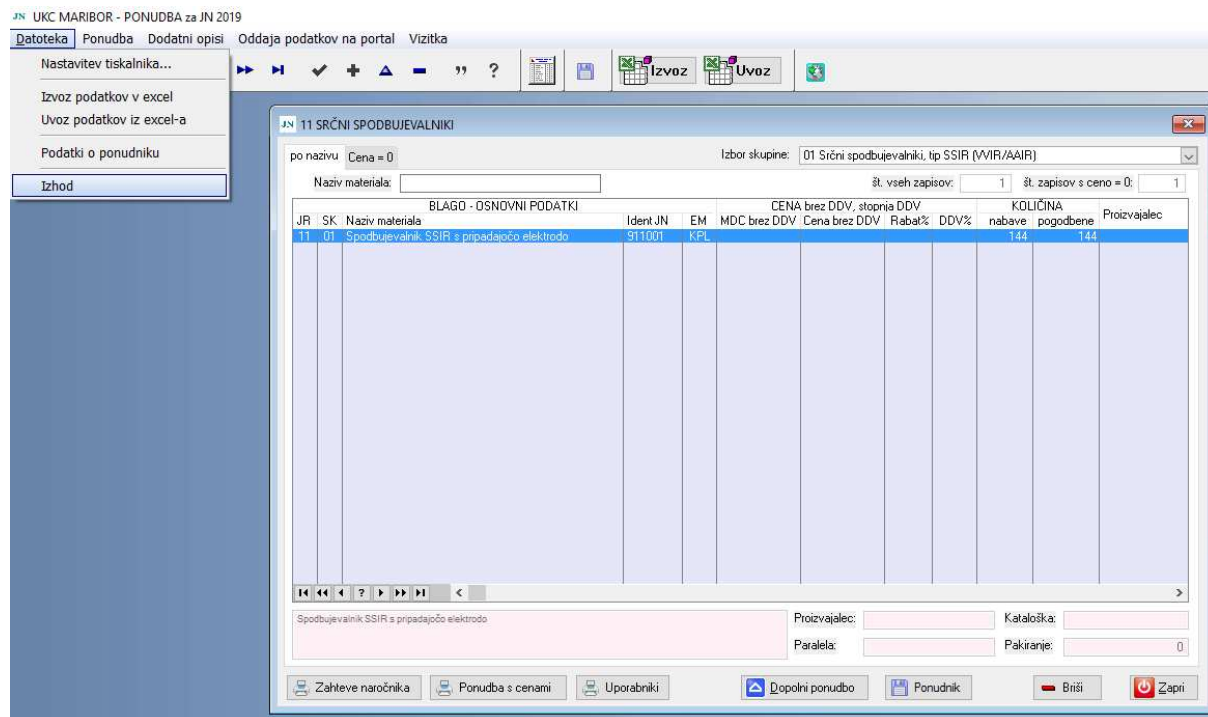 JN UKC MARIBOR - PONUDBA za JN 2019
Datoteka Ponudba Dodatni opisi Oddaja podatkov na portal Vizitka
Nastavitev tiskalnika...
Izvoz podatkov v excel
Uvoz podatkov iz excel-a
Podatki o ponudniku
Izhod
Izvoz Uvoz
JN 11 SRČNI SPODBUJEVALNIKI
po nazivu Cena = 0 Izbor skupine: 01 Srčni spodbujevalniki, tip SSIR (VVIR/AAIR)
Naziv materiala: št. vseh zapisov: 1 št. zapisov s ceno = 0: 1
BLAGO - OSNOVNI PODATKI CENA brez DDV, stopnja DDV KOLIČINA
JR SK Naziv materiala Ident JN EM MDC brez DDV Cena brez DDV Rabat% DDV% nabave pogodbene Proizvajalec
11 01 Spodbujevalnik SSIR s pripadajočo elektrodo 911001 KPL 144 144
Spodbujevalnik SSIR s pripadajočo elektrodo
Proizvajalec: Kataloška:
Paralela: Pakiranje: 0
Zahteve naročnika Ponudba s cenami Uporabniki Dopolni ponudbo Ponudnik Briši Zapri